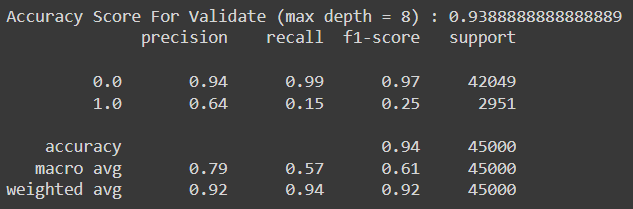 Accuracy Score For Validate (max depth = 8) : 0.9388888888888889
precision recall f1-score support
0.0 0.94 0.99 0.97 42049
1.0 0.64 0.15 0.25 2951
accuracy 0.94 45000
macro avg 0.79 0.57 0.61 45000
weighted avg 0.92 0.94 0.92 45000